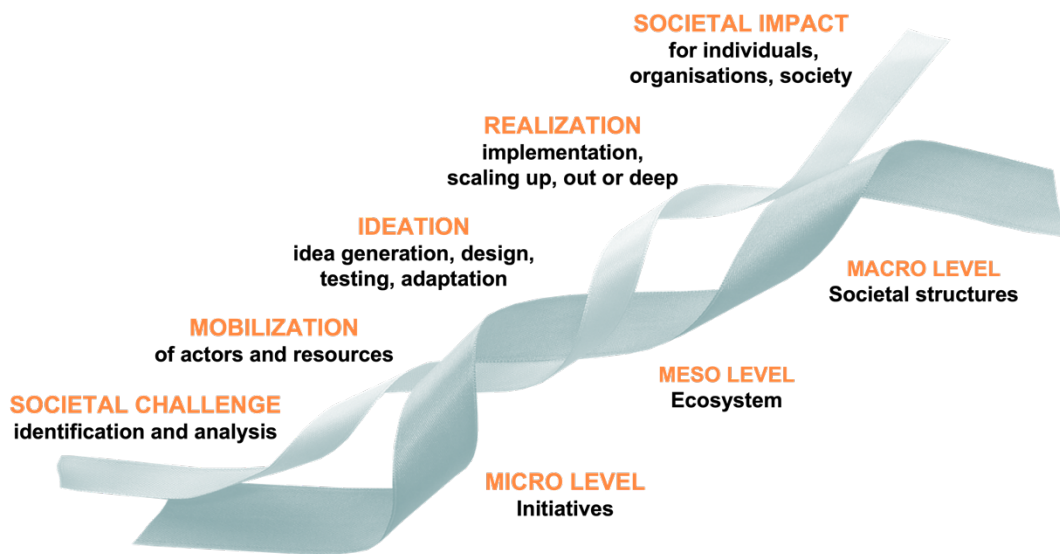 SOCIETAL IMPACT
for individuals,
organisations, society
REALIZATION
implementation,
scaling up, out or deep
IDEATION
idea generation, design,
testing, adaptation
MOBILIZATION
of actors and resources
SOCIETAL CHALLENGE
identification and analysis
MACRO LEVEL
Societal structures
MESO LEVEL
Ecosystem
MICRO LEVEL
Initiatives